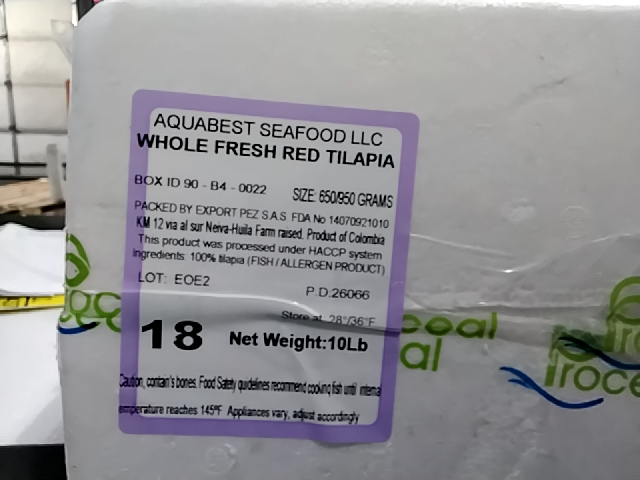 AQUABEST SEAFOOD LLC
WHOLE FRESH RED TILAPIA
BOX ID 90 - B4 - 0022 SIZE: 650/950 GRAMS
PACKED BY EXPORT PEZ S.A.S. FDA No 14070921010
KM 12 via al sur Neiva-Huila Farm raised. Product of Colombia
This product was processed under HACCP system
Ingredients: 100% tilapia (FISH / ALLERGEN PRODUCT)
LOT: EOE2 P.D.26066
Store at 28°/36°F
18 Net Weight:10Lb
Caution, contain's bones. Food Safety guidelines recommend cooking fish until internal
temperature reaches 145°F. Appliances vary, adjust accordingly
coal
al
Proce